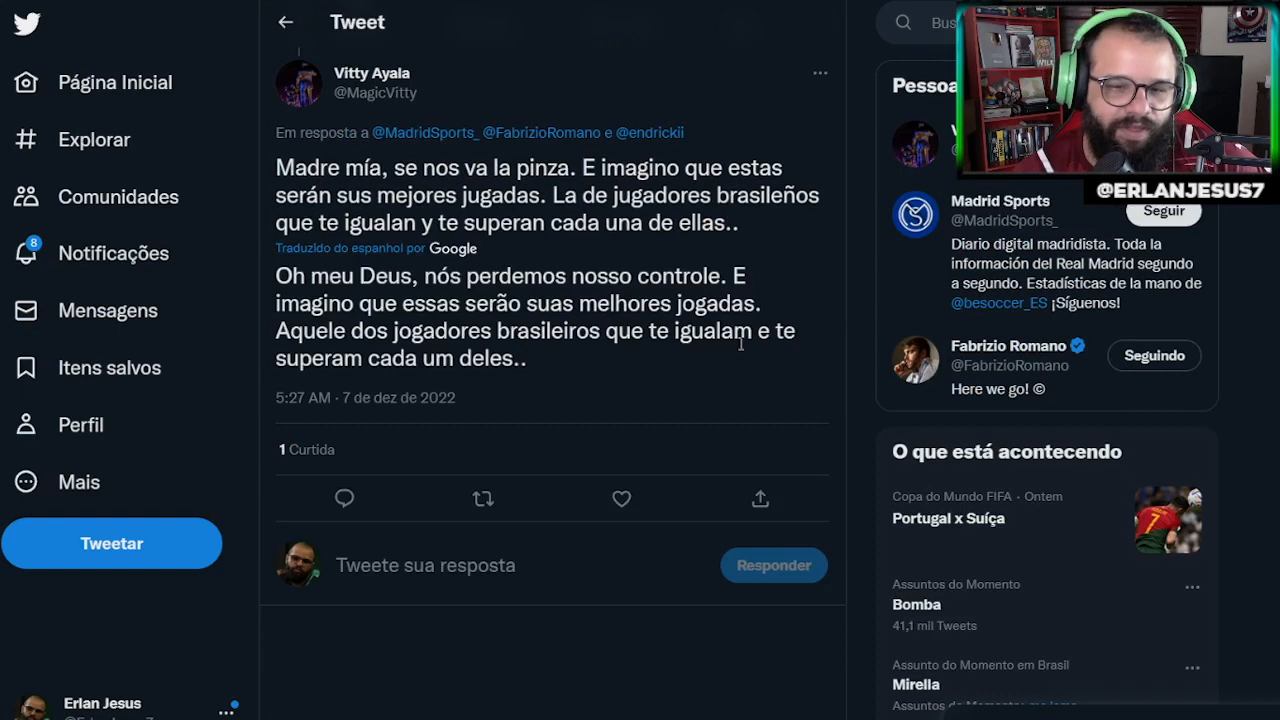 Tweet
Página Inicial
Explorar
Comunidades
8
Notificações
Mensagens
Itens salvos
Perfil
Mais
Tweetar
Erlan Jesus
Vitty Ayala
@MagicVitty
Em resposta a @MadridSports_ @FabrizioRomano e @endrickii
Madre mía, se nos va la pinza. E imagino que estas
serán sus mejores jugadas. La de jugadores brasileños
que te igualan y te superan cada una de ellas..
Traduzido do espanhol por Google
Oh meu Deus, nós perdemos nosso controle. E
imagino que essas serão suas melhores jogadas.
Aquele dos jogadores brasileiros que te igualam e te
superam cada um deles..
5:27 AM · 7 de dez de 2022
1 Curtida
Tweete sua resposta
Responder
Bus
Pessoa
@ERLANJESUS7
Madrid Sports
@MadridSports_
Seguir
Diario digital madridista. Toda la
información del Real Madrid segundo
a segundo. Estadísticas de la mano de
@besoccer_ES ¡Síguenos!
Fabrizio Romano
@FabrizioRomano
Seguindo
Here we go! ©
O que está acontecendo
Copa do Mundo FIFA · Ontem
Portugal x Suíça
Assuntos do Momento
Bomba
41,1 mil Tweets
Assunto do Momento em Brasil
Mirella
Assuntos do Momento: